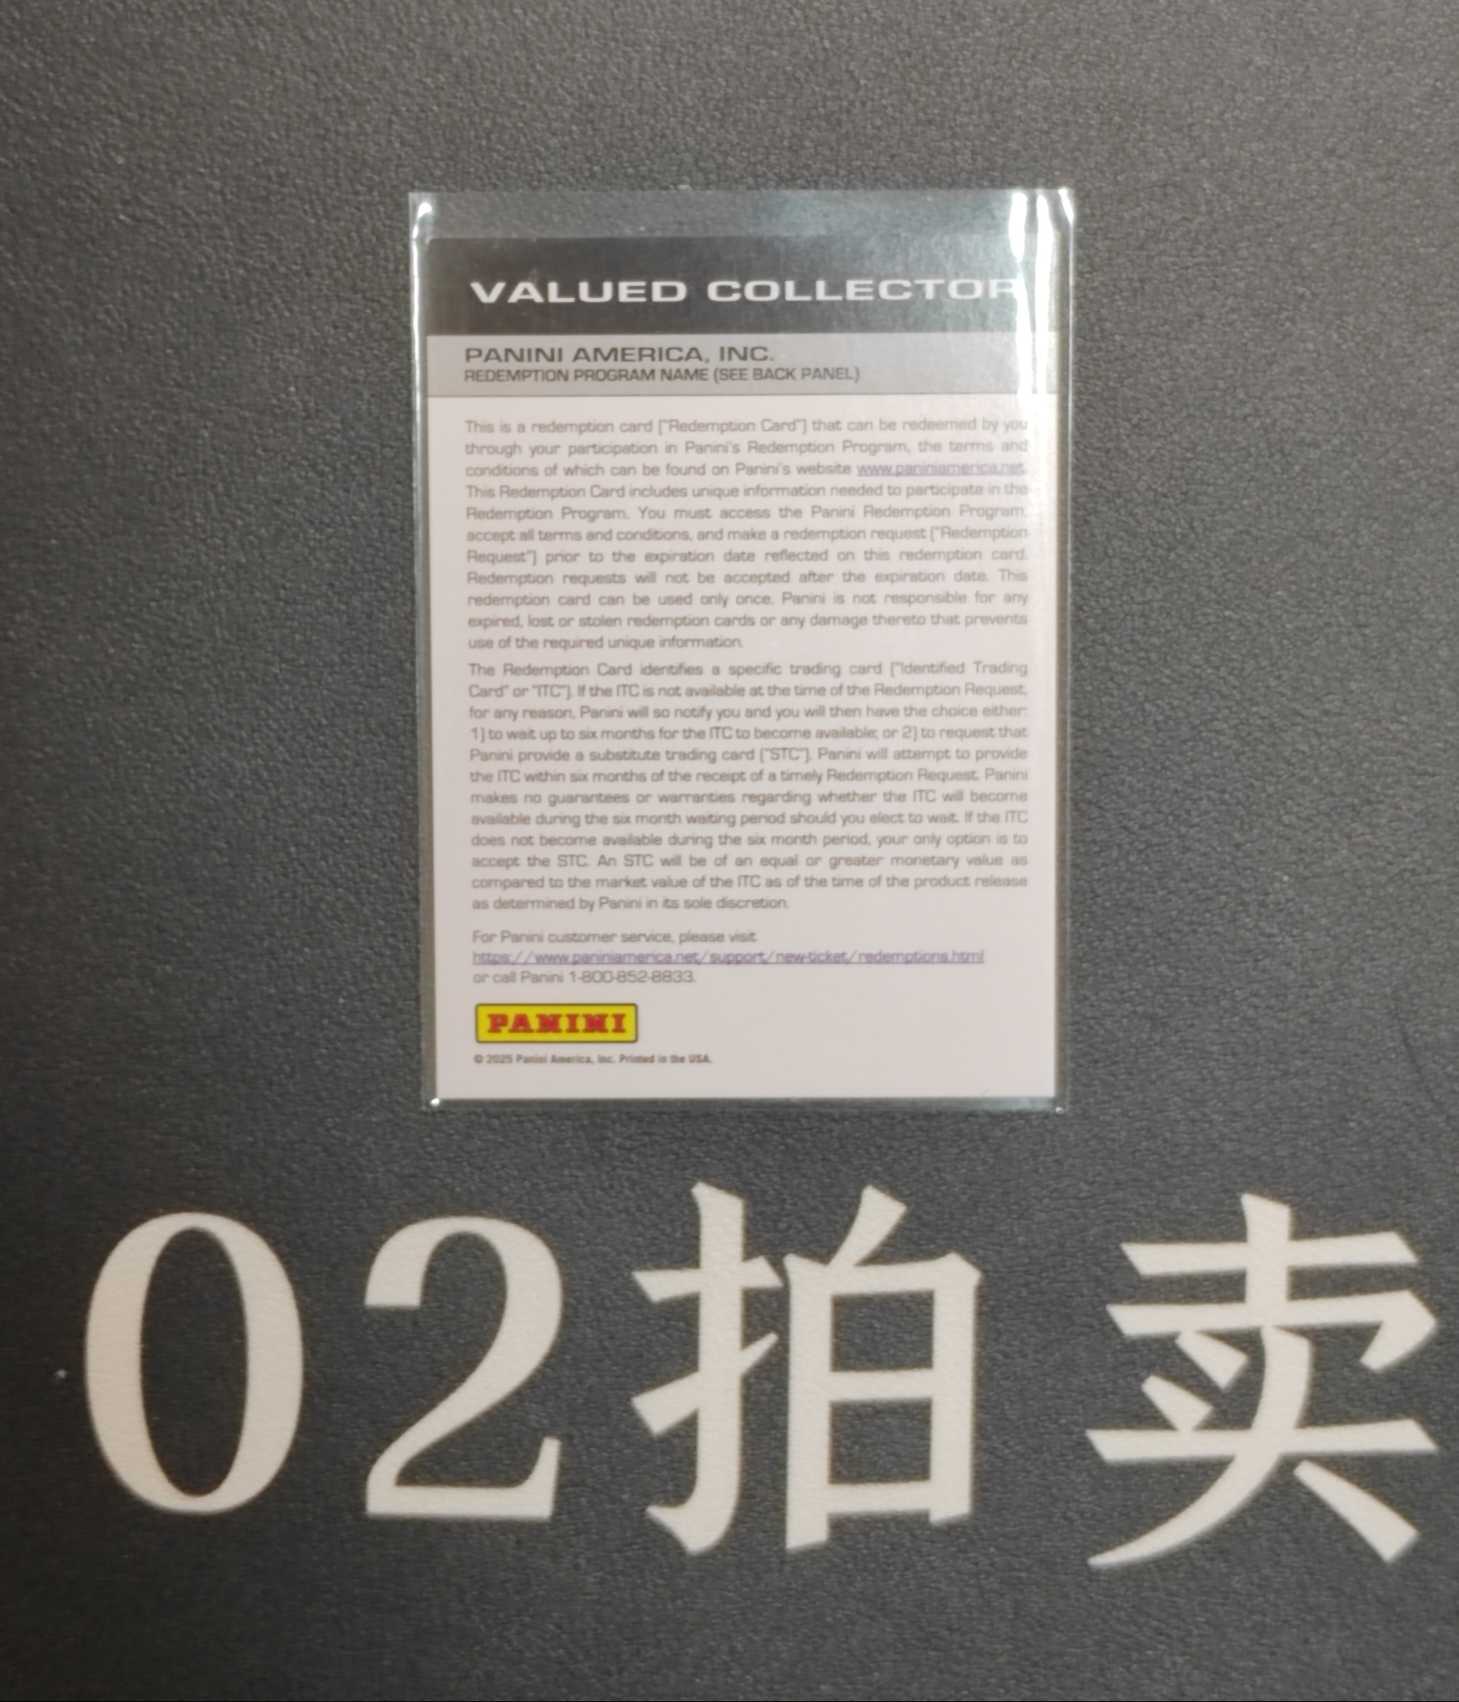 VALUED COLLECTOR
PANINI AMERICA, INC.
REDEMPTION PROGRAM NAME (SEE BACK PANEL)
This is a redemption card ("Redemption Card") that can be redeemed by you
through your participation in Panini's Redemption Program, the terms and
conditions of which can be found on Panini's website www.paniniamerica.net.
This Redemption Card includes unique information needed to participate in the
Redemption Program. You must access the Panini Redemption Program,
accept all terms and conditions, and make a redemption request ("Redemption
Request") prior to the expiration date reflected on this redemption card.
Redemption requests will not be accepted after the expiration date. This
redemption card can be used only once. Panini is not responsible for any
expired, lost or stolen redemption cards or any damage thereto that prevents
use of the required unique information.
The Redemption Card identifies a specific trading card ("Identified Trading
Card" or "ITC"). If the ITC is not available at the time of the Redemption Request,
for any reason, Panini will so notify you and you will then have the choice either:
1) to wait up to six months for the ITC to become available; or 2) to request that
Panini provide a substitute trading card ("STC"). Panini will attempt to provide
the ITC within six months of the receipt of a timely Redemption Request. Panini
makes no guarantees or warranties regarding whether the ITC will become
available during the six month waiting period should you elect to wait. If the ITC
does not become available during the six month period, your only option is to
accept the STC. An STC will be of an equal or greater monetary value as
compared to the market value of the ITC as of the time of the product release
as determined by Panini in its sole discretion.
For Panini customer service, please visit
https://www.paniniamerica.net/support/new-ticket/redemptions.html
or call Panini 1-800-852-8833.
PANINI
© 2025 Panini America, Inc. Printed in the USA.
02拍卖